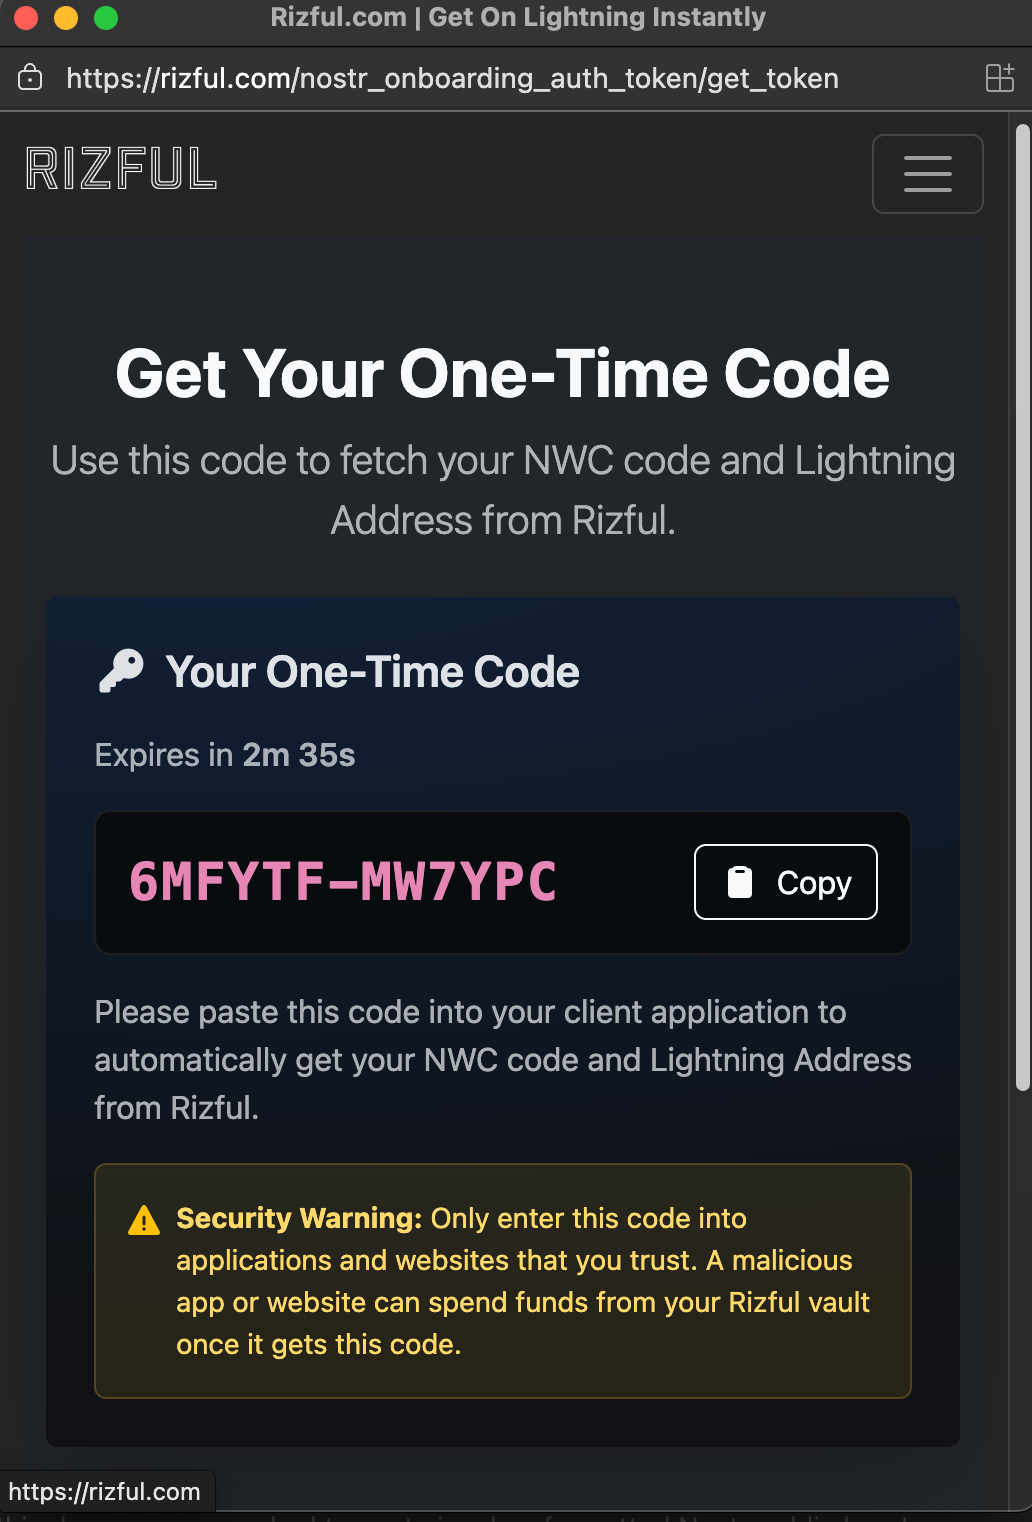 Rizful.com | Get On Lightning Instantly
https://rizful.com/nostr_onboarding_auth_token/get_token
RIZFUL
Get Your One-Time Code
Use this code to fetch your NWC code and Lightning
Address from Rizful.
Your One-Time Code
Expires in 2m 35s
6MFYTF-MW7YPC
Copy
Please paste this code into your client application to
automatically get your NWC code and Lightning Address
from Rizful.
Security Warning: Only enter this code into
applications and websites that you trust. A malicious
app or website can spend funds from your Rizful vault
once it gets this code.
https://rizful.com